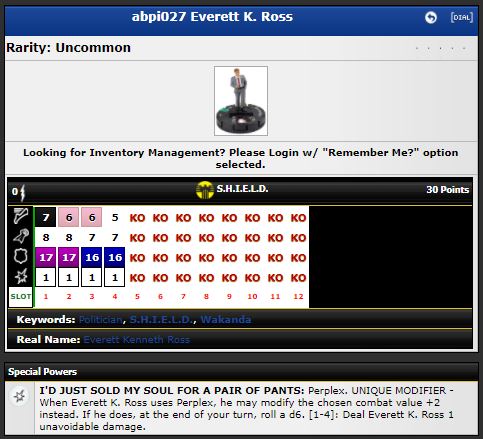 abpi027 Everett K. Ross
[DIAL]
Rarity: Uncommon
Looking for Inventory Management? Please Login w/ "Remember Me?" option
selected.
0 S.H.I.E.L.D. 30 Points
7 6 6 5 KO KO KO KO KO KO KO KO
8 8 7 7 KO KO KO KO KO KO KO KO
17 17 16 16 KO KO KO KO KO KO KO KO
1 1 1 1 KO KO KO KO KO KO KO KO
SLOT 1 2 3 4 5 6 7 8 9 10 11 12
Keywords: Politician, S.H.I.E.L.D., Wakanda
Real Name: Everett Kenneth Ross
Special Powers
I'D JUST SOLD MY SOUL FOR A PAIR OF PANTS: Perplex. UNIQUE MODIFIER -
When Everett K. Ross uses Perplex, he may modify the chosen combat value +2
instead. If he does, at the end of your turn, roll a d6. [1-4]: Deal Everett K. Ross 1
unavoidable damage.